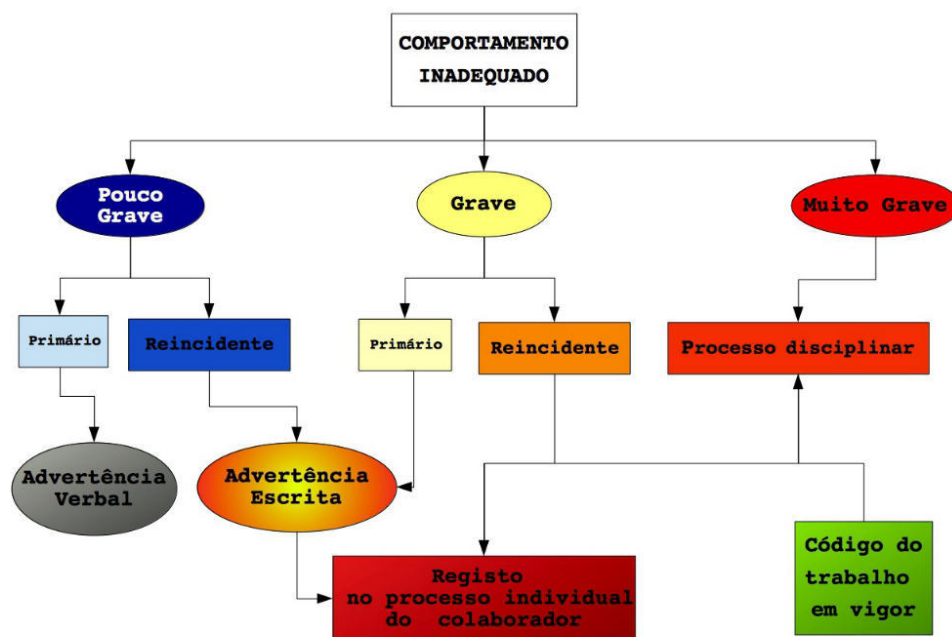 COMPORTAMENTO
INADEQUADO
Pouco
Grave
Grave
Muito Grave
Primário
Reincidente
Primário
Reincidente
Processo disciplinar
Advertência
Verbal
Advertência
Escrita
Registo
no processo individual
do colaborador
Código do
trabalho
em vigor